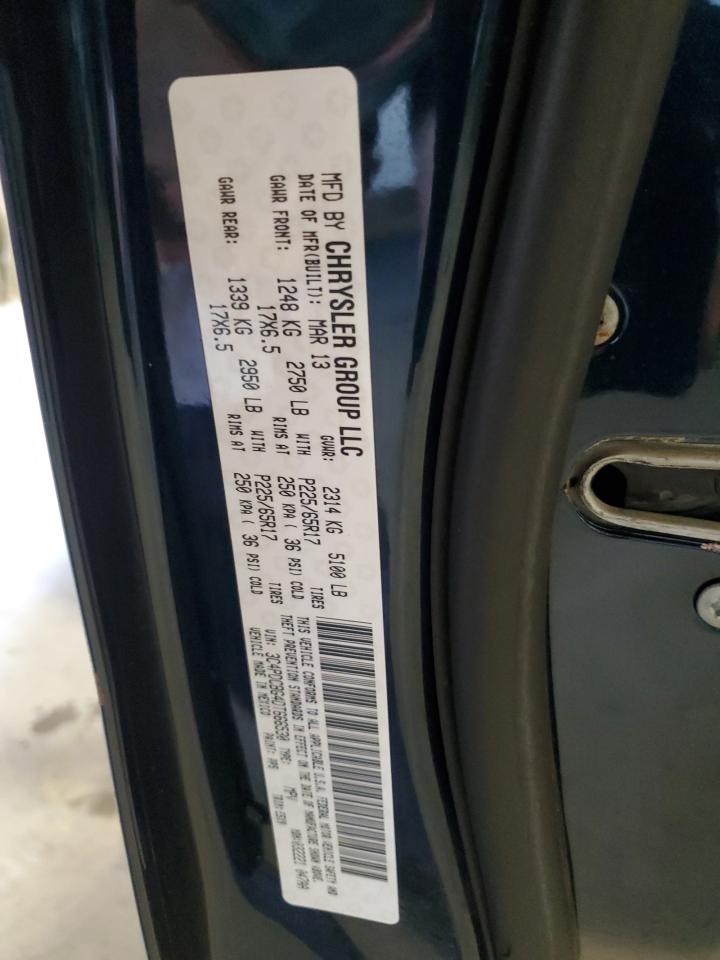 MFD BY CHRYSLER GROUP LLC
DATE OF MFR(BUILT): MAR 13 GVWR: 2314 KG 5100 LB
GAWR FRONT: 1248 KG 2750 LB WITH P225/65R17 TIRES
17X6.5 RIMS AT 250 KPA ( 36 PSI) COLD
GAWR REAR: 1339 KG 2950 LB WITH P225/65R17 TIRES
17X6.5 RIMS AT 250 KPA ( 36 PSI) COLD
THIS VEHICLE CONFORMS TO ALL APPLICABLE U.S.A. FEDERAL MOTOR VEHICLE SAFETY AND
THEFT PREVENTION STANDARDS IN EFFECT ON THE DATE OF MANUFACTURE SHOWN ABOVE.
VIN: TYPE: MPV
VEHICLE MADE IN MEXICO PAINT: TRIM: